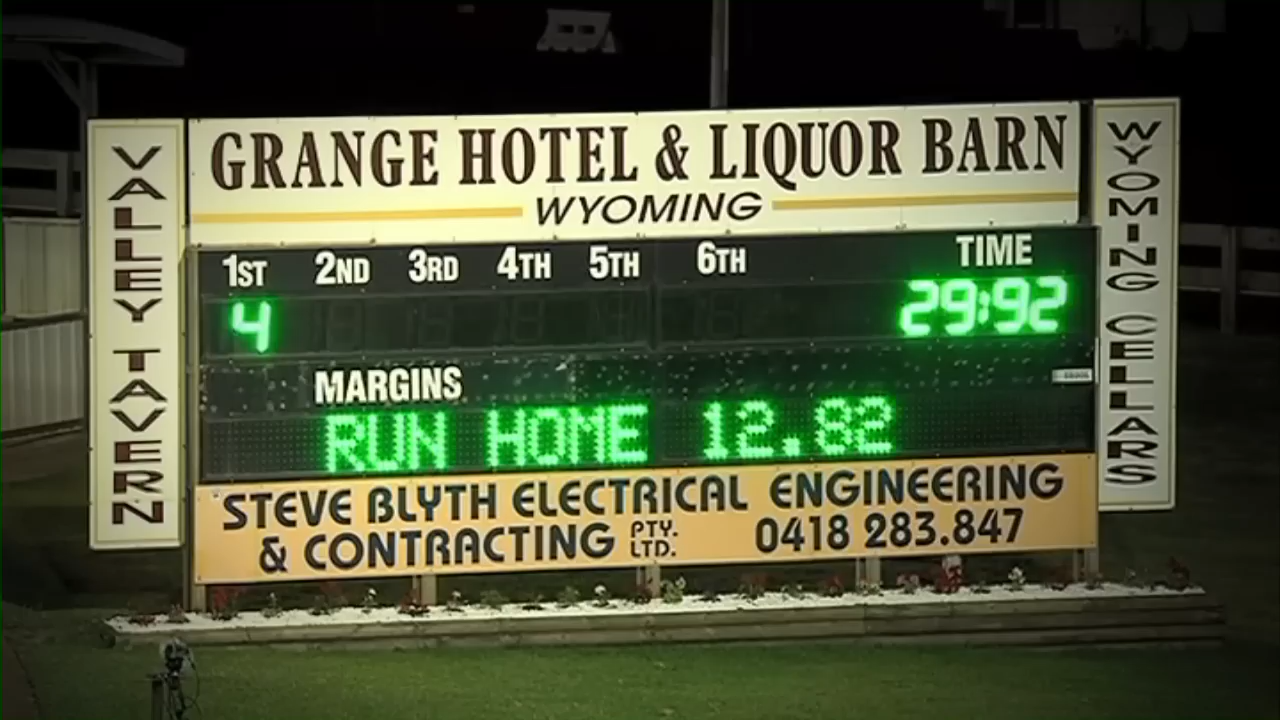 GRANGE HOTEL & LIQUOR BARN
WYOMING
VALLEY TAVERN
WYOMING CELLARS
1ST 2ND 3RD 4TH 5TH 6TH TIME
4 29:92
MARGINS
RUN HOME 12.82
STEVE BLYTH ELECTRICAL ENGINEERING
& CONTRACTING PTY. LTD. 0418 283.847